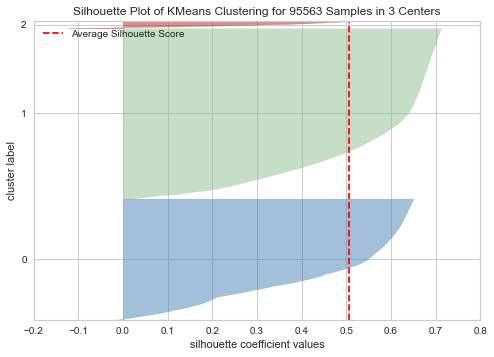 Silhouette Plot of KMeans Clustering for 95563 Samples in 3 Centers
Average Silhouette Score
2
1
0
cluster label
-0.2 -0.1 0.0 0.1 0.2 0.3 0.4 0.5 0.6 0.7 0.8
silhouette coefficient values